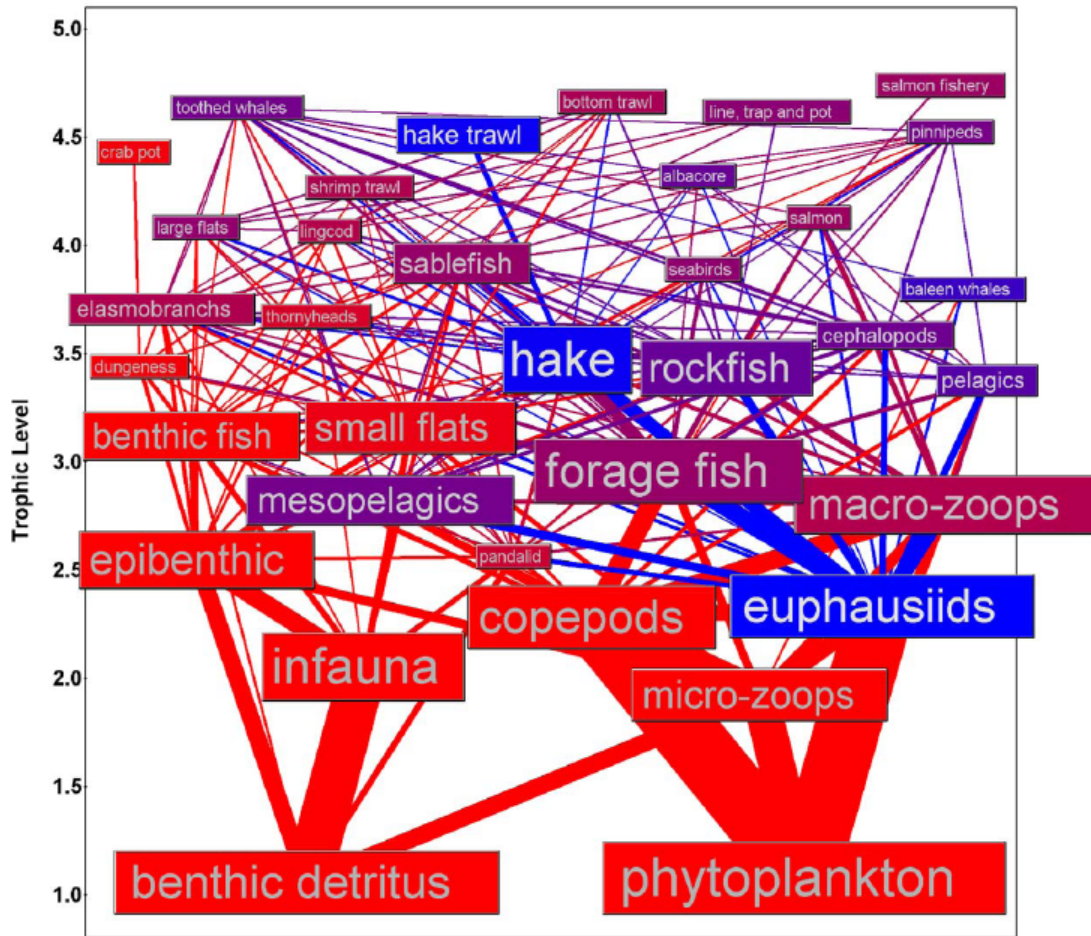 5.0
salmon fishery
bottom trawl
toothed whales
line, trap and pot
hake trawl
pinnipeds
4.5
crab pot
albacore
shrimp trawl
salmon
large flats
lingcod
4.0
sablefish
seabirds
baleen whales
elasmobranchs
thornyheads
cephalopods
3.5
hake
rockfish
dungeness
pelagics
benthic fish
small flats
3.0
forage fish
mesopelagics
macro-zoops
Trophic Level
epibenthic
pandalid
2.5
copepods
euphausiids
infauna
2.0
micro-zoops
1.5
benthic detritus
phytoplankton
1.0